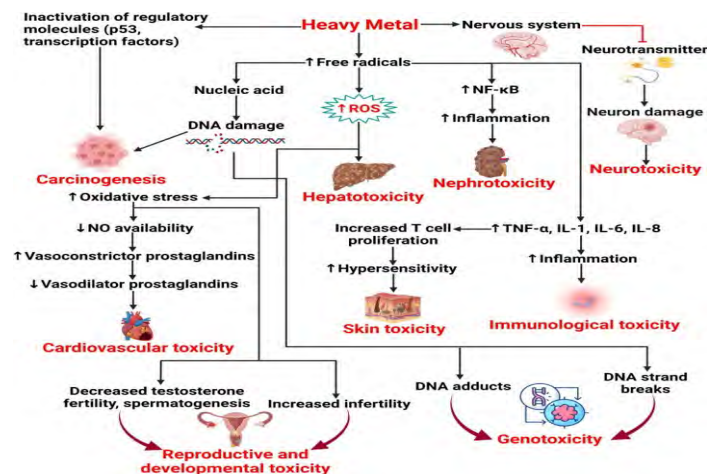 Inactivation of regulatory
molecules (p53,
transcription factors)
Heavy Metal
Nervous system
Neurotransmitter
↑Free radicals
Nucleic acid
↑ROS
↑NF-κB
Neuron damage
DNA damage
↑Inflammation
Carcinogenesis
Hepatotoxicity
Nephrotoxicity
Neurotoxicity
↑Oxidative stress
↓NO availability
↑Vasoconstrictor prostaglandins
↓Vasodilator prostaglandins
Cardiovascular toxicity
Increased T cell
proliferation
↑TNF-α, IL-1, IL-6, IL-8
↑Hypersensitivity
↑Inflammation
Skin toxicity
Immunological toxicity
Decreased testosterone
fertility, spermatogenesis
Increased infertility
DNA adducts
DNA strand
breaks
Reproductive and
developmental toxicity
Genotoxicity